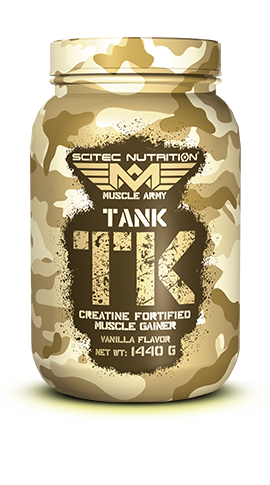 SCITEC NUTRITION
MUSCLE ARMY
TANK
TK
CREATINE FORTIFIED
MUSCLE GAINER
VANILLA FLAVOR
NET WT: 1440 G